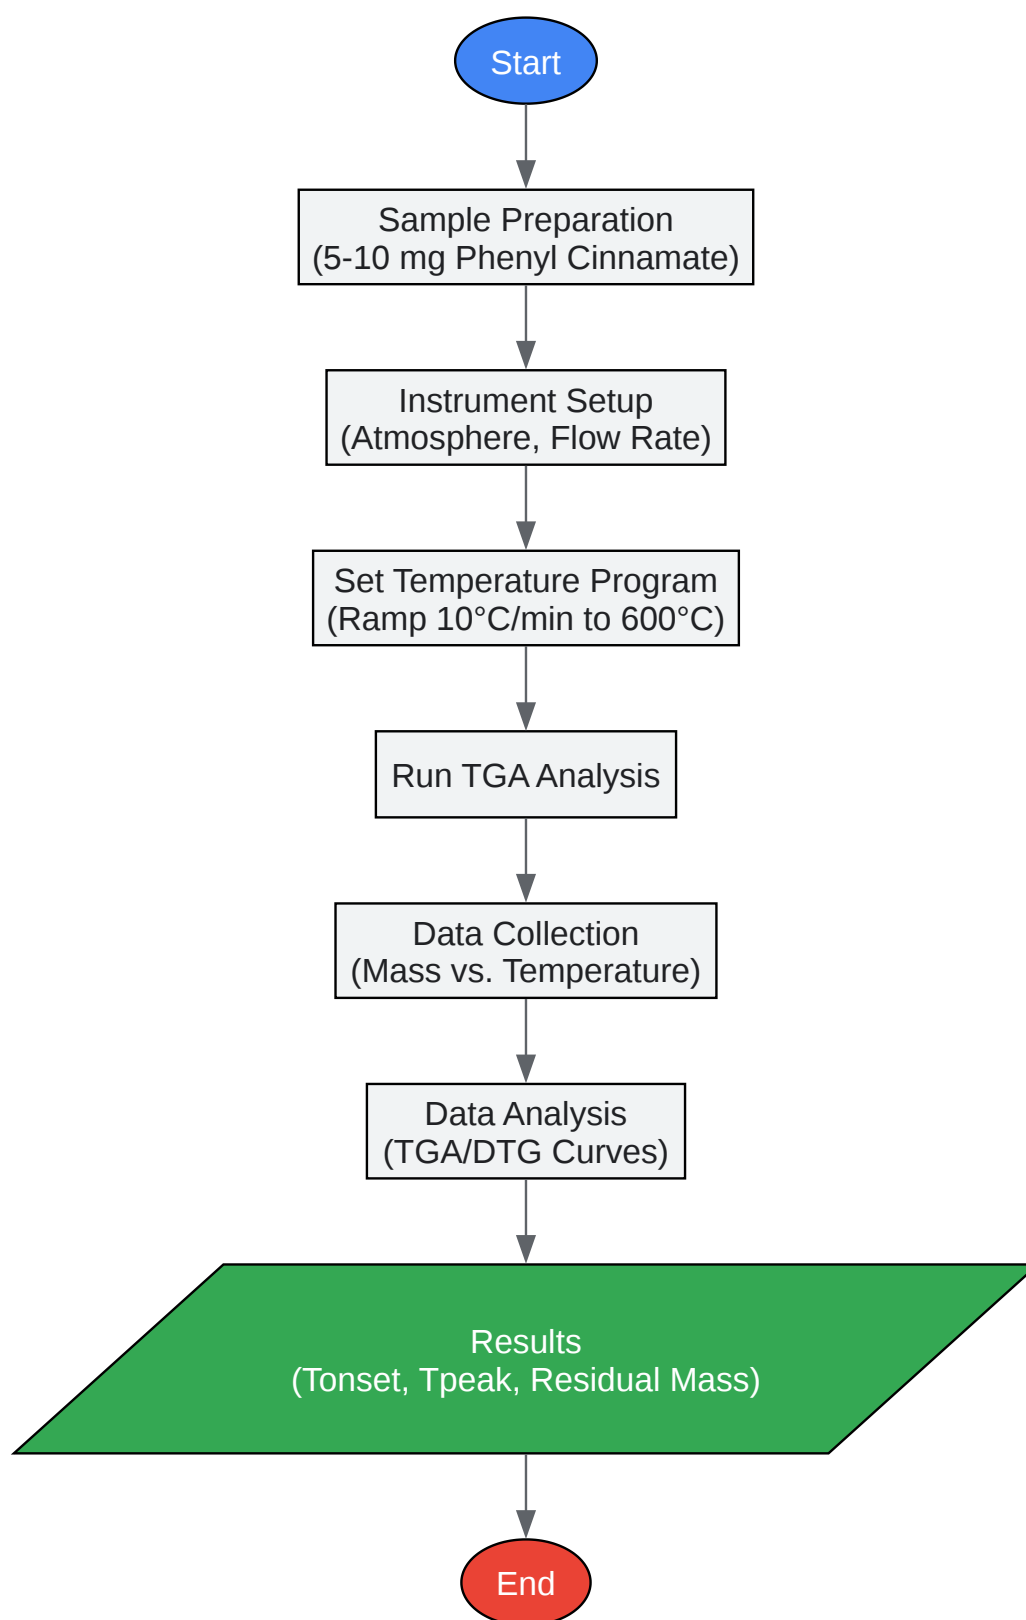 Start
Sample Preparation
(5-10 mg Phenyl Cinnamate)
Instrument Setup
(Atmosphere, Flow Rate)
Set Temperature Program
(Ramp 10°C/min to 600°C)
Run TGA Analysis
Data Collection
(Mass vs. Temperature)
Data Analysis
(TGA/DTG Curves)
Results
(Tonset, Tpeak, Residual Mass)
End